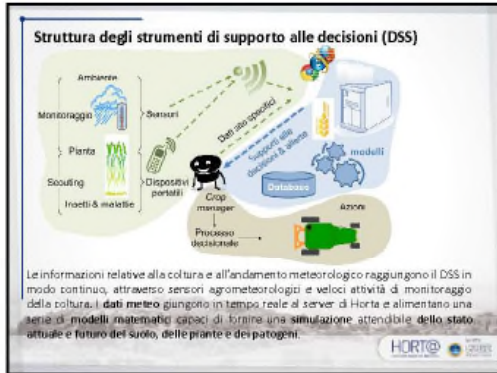 Struttura degli strumenti di supporto alle decisioni (DSS)
Ambiente
Monitoraggio
Sensori
Pianta
Scouting
Dispositivi
portatili
Insetti & malattie
Dati sito specifici
Supporti alle
decisioni & allerte
modelli
Database
Crop
manager
Azioni
Processo
decisionale
Le informazioni relative alla coltura e all'andamento meteorologico raggiungono il DSS in
modo continuo, attraverso sensori agrometeorologici e veloci attività di monitoraggio
della coltura. I dati meteo giungono in tempo reale al server di Horta e alimentano una
serie di modelli matematici capaci di fornire una simulazione attendibile dello stato
attuale e futuro del suolo, delle piante e dei patogeni.
HORT@